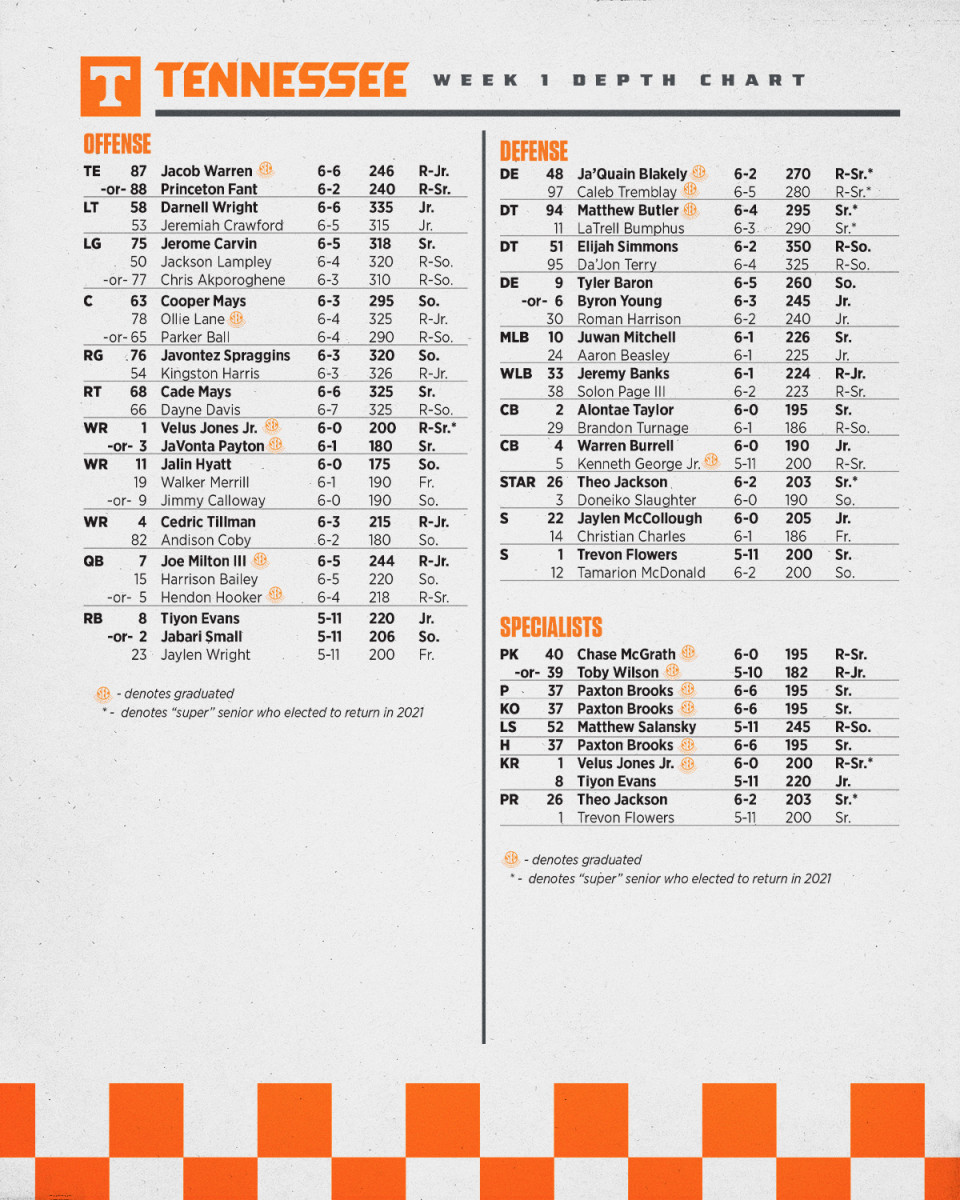 T TENNESSEE WEEK 1 DEPTH CHART
OFFENSE
TE 87 Jacob Warren 6-6 246 R-Jr.
-or- 88 Princeton Fant 6-2 240 R-Sr.
LT 58 Darnell Wright 6-6 335 Jr.
53 Jeremiah Crawford 6-5 315 Jr.
LG 75 Jerome Carvin 6-5 318 Sr.
50 Jackson Lampley 6-4 320 R-So.
-or- 77 Chris Akporoghene 6-3 310 R-So.
C 63 Cooper Mays 6-3 295 So.
78 Ollie Lane 6-4 325 R-Jr.
-or- 65 Parker Ball 6-4 290 R-So.
RG 76 Javontez Spraggins 6-3 320 So.
54 Kingston Harris 6-3 326 R-Jr.
RT 68 Cade Mays 6-6 325 Sr.
66 Dayne Davis 6-7 325 R-So.
WR 1 Velus Jones Jr. 6-0 200 R-Sr.*
-or- 3 JaVonta Payton 6-1 180 Sr.
WR 11 Jalin Hyatt 6-0 175 So.
19 Walker Merrill 6-1 190 Fr.
-or- 9 Jimmy Calloway 6-0 190 So.
WR 4 Cedric Tillman 6-3 215 R-Jr.
82 Andison Coby 6-2 180 So.
QB 7 Joe Milton III 6-5 244 R-Jr.
15 Harrison Bailey 6-5 220 So.
-or- 5 Hendon Hooker 6-4 218 R-Sr.
RB 8 Tiyon Evans 5-11 220 Jr.
-or- 2 Jabari Small 5-11 206 So.
23 Jaylen Wright 5-11 200 Fr.
- denotes graduated
* - denotes “super” senior who elected to return in 2021
DEFENSE
DE 48 Ja’Quain Blakely 6-2 270 R-Sr.*
97 Caleb Tremblay 6-5 280 R-Sr.*
DT 94 Matthew Butler 6-4 295 Sr.*
11 LaTrell Bumphus 6-3 290 Sr.*
DT 51 Elijah Simmons 6-2 350 R-So.
95 Da’Jon Terry 6-4 325 R-So.
DE 9 Tyler Baron 6-5 260 So.
-or- 6 Byron Young 6-3 245 Jr.
30 Roman Harrison 6-2 240 Jr.
MLB 10 Juwan Mitchell 6-1 226 Sr.
24 Aaron Beasley 6-1 225 Jr.
WLB 33 Jeremy Banks 6-1 224 R-Jr.
38 Solon Page III 6-2 223 R-Sr.
CB 2 Alontae Taylor 6-0 195 Sr.
29 Brandon Turnage 6-1 186 R-So.
CB 4 Warren Burrell 6-0 190 Jr.
5 Kenneth George Jr. 5-11 200 R-Sr.
STAR 26 Theo Jackson 6-2 203 Sr.*
3 Doneiko Slaughter 6-0 190 So.
S 22 Jaylen McCollough 6-0 205 Jr.
14 Christian Charles 6-1 186 Fr.
S 1 Trevon Flowers 5-11 200 Sr.
12 Tamarion McDonald 6-2 200 So.
SPECIALISTS
PK 40 Chase McGrath 6-0 195 R-Sr.
-or- 39 Toby Wilson 5-10 182 R-Jr.
P 37 Paxton Brooks 6-6 195 Sr.
KO 37 Paxton Brooks 6-6 195 Sr.
LS 52 Matthew Salansky 5-11 245 R-So.
H 37 Paxton Brooks 6-6 195 Sr.
KR 1 Velus Jones Jr. 6-0 200 R-Sr.*
8 Tiyon Evans 5-11 220 Jr.
PR 26 Theo Jackson 6-2 203 Sr.*
1 Trevon Flowers 5-11 200 Sr.
- denotes graduated
* - denotes “super” senior who elected to return in 2021